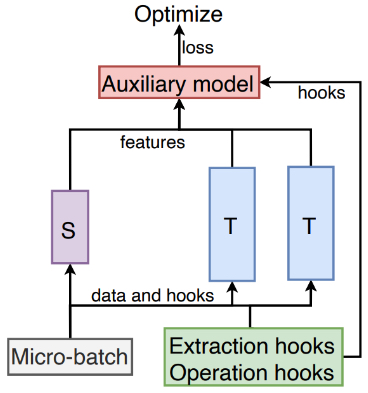 Optimize
loss
Auxiliary model
hooks
features
S
T
T
data and hooks
Micro-batch
Extraction hooks
Operation hooks